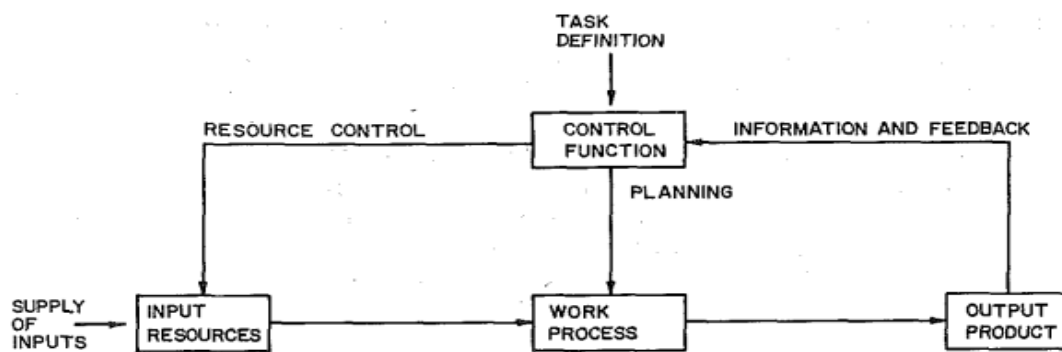 TASK
DEFINITION
RESOURCE CONTROL
CONTROL
FUNCTION
INFORMATION AND FEEDBACK
PLANNING
SUPPLY
OF
INPUTS
INPUT
RESOURCES
WORK
PROCESS
OUTPUT
PRODUCT